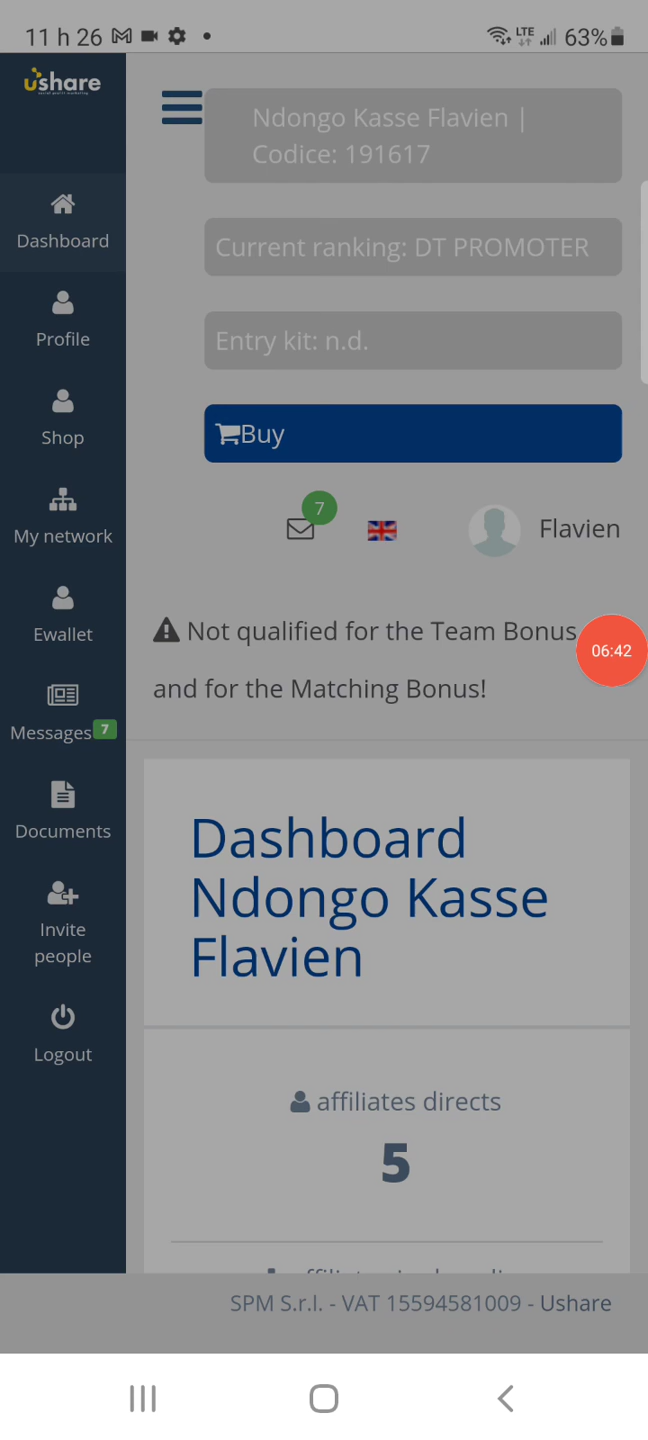 11 h 26
LTE
63%
ushare
Ndongo Kasse Flavien |
Codice: 191617
Dashboard
Current ranking: DT PROMOTER
Profile
Entry kit: n.d.
Shop
Buy
My network
7
Flavien
Ewallet
Not qualified for the Team Bonus
06:42
and for the Matching Bonus!
Messages 7
Documents
Dashboard
Ndongo Kasse
Flavien
Invite
people
Logout
affiliates directs
5
SPM S.r.l. - VAT 15594581009 - Ushare